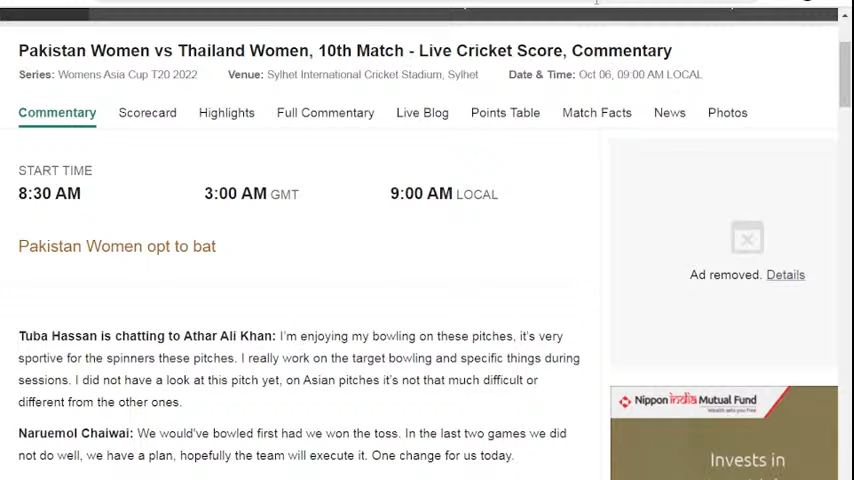 Pakistan Women vs Thailand Women, 10th Match - Live Cricket Score, Commentary
Series: Womens Asia Cup T20 2022 Venue: Sylhet International Cricket Stadium, Sylhet Date & Time: Oct 06, 09:00 AM LOCAL
Commentary Scorecard Highlights Full Commentary Live Blog Points Table Match Facts News Photos
START TIME
8:30 AM 3:00 AM GMT 9:00 AM LOCAL
Pakistan Women opt to bat
Ad removed. Details
Tuba Hassan is chatting to Athar Ali Khan: I'm enjoying my bowling on these pitches, it's very
sportive for the spinners these pitches. I really work on the target bowling and specific things during
sessions. I did not have a look at this pitch yet, on Asian pitches it's not that much difficult or
different from the other ones.
Naruemol Chaiwai: We would've bowled first had we won the toss. In the last two games we did
not do well, we have a plan, hopefully the team will execute it. One change for us today.
Nippon india Mutual Fund
Wealth sets you free
Invests in